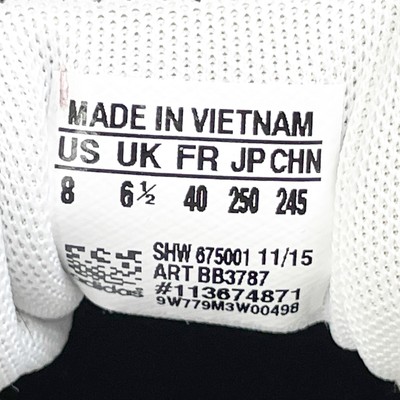 MADE IN VIETNAM
US UK FR JP CHN
8 6½ 40 250 245
SHW 675001 11/15
ART BB3787
#113674871
9W779M3W00498
adidas